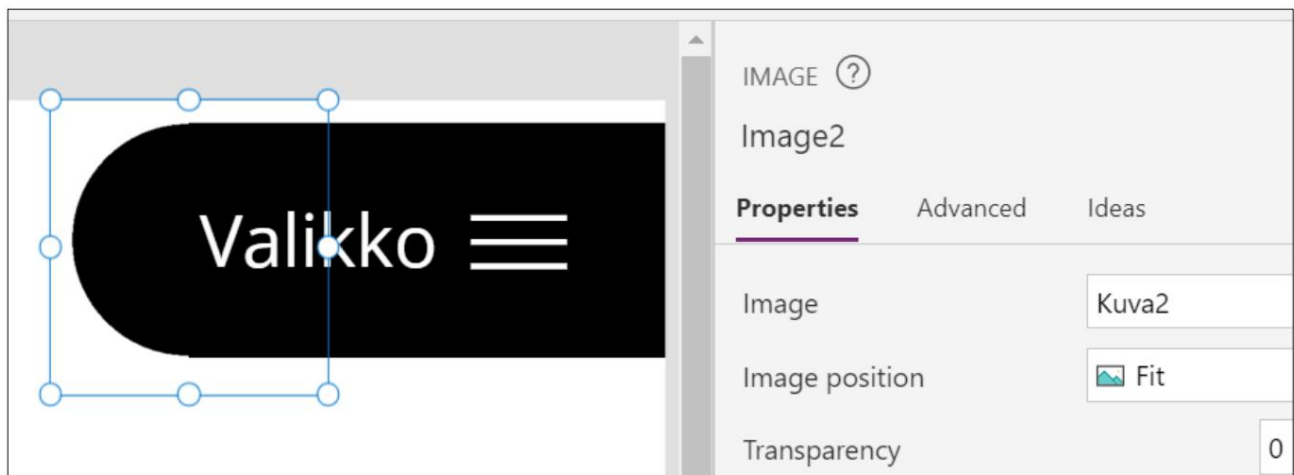 Valikko
IMAGE ?
Image2
Properties Advanced Ideas
Image Kuva2
Image position Fit
Transparency 0